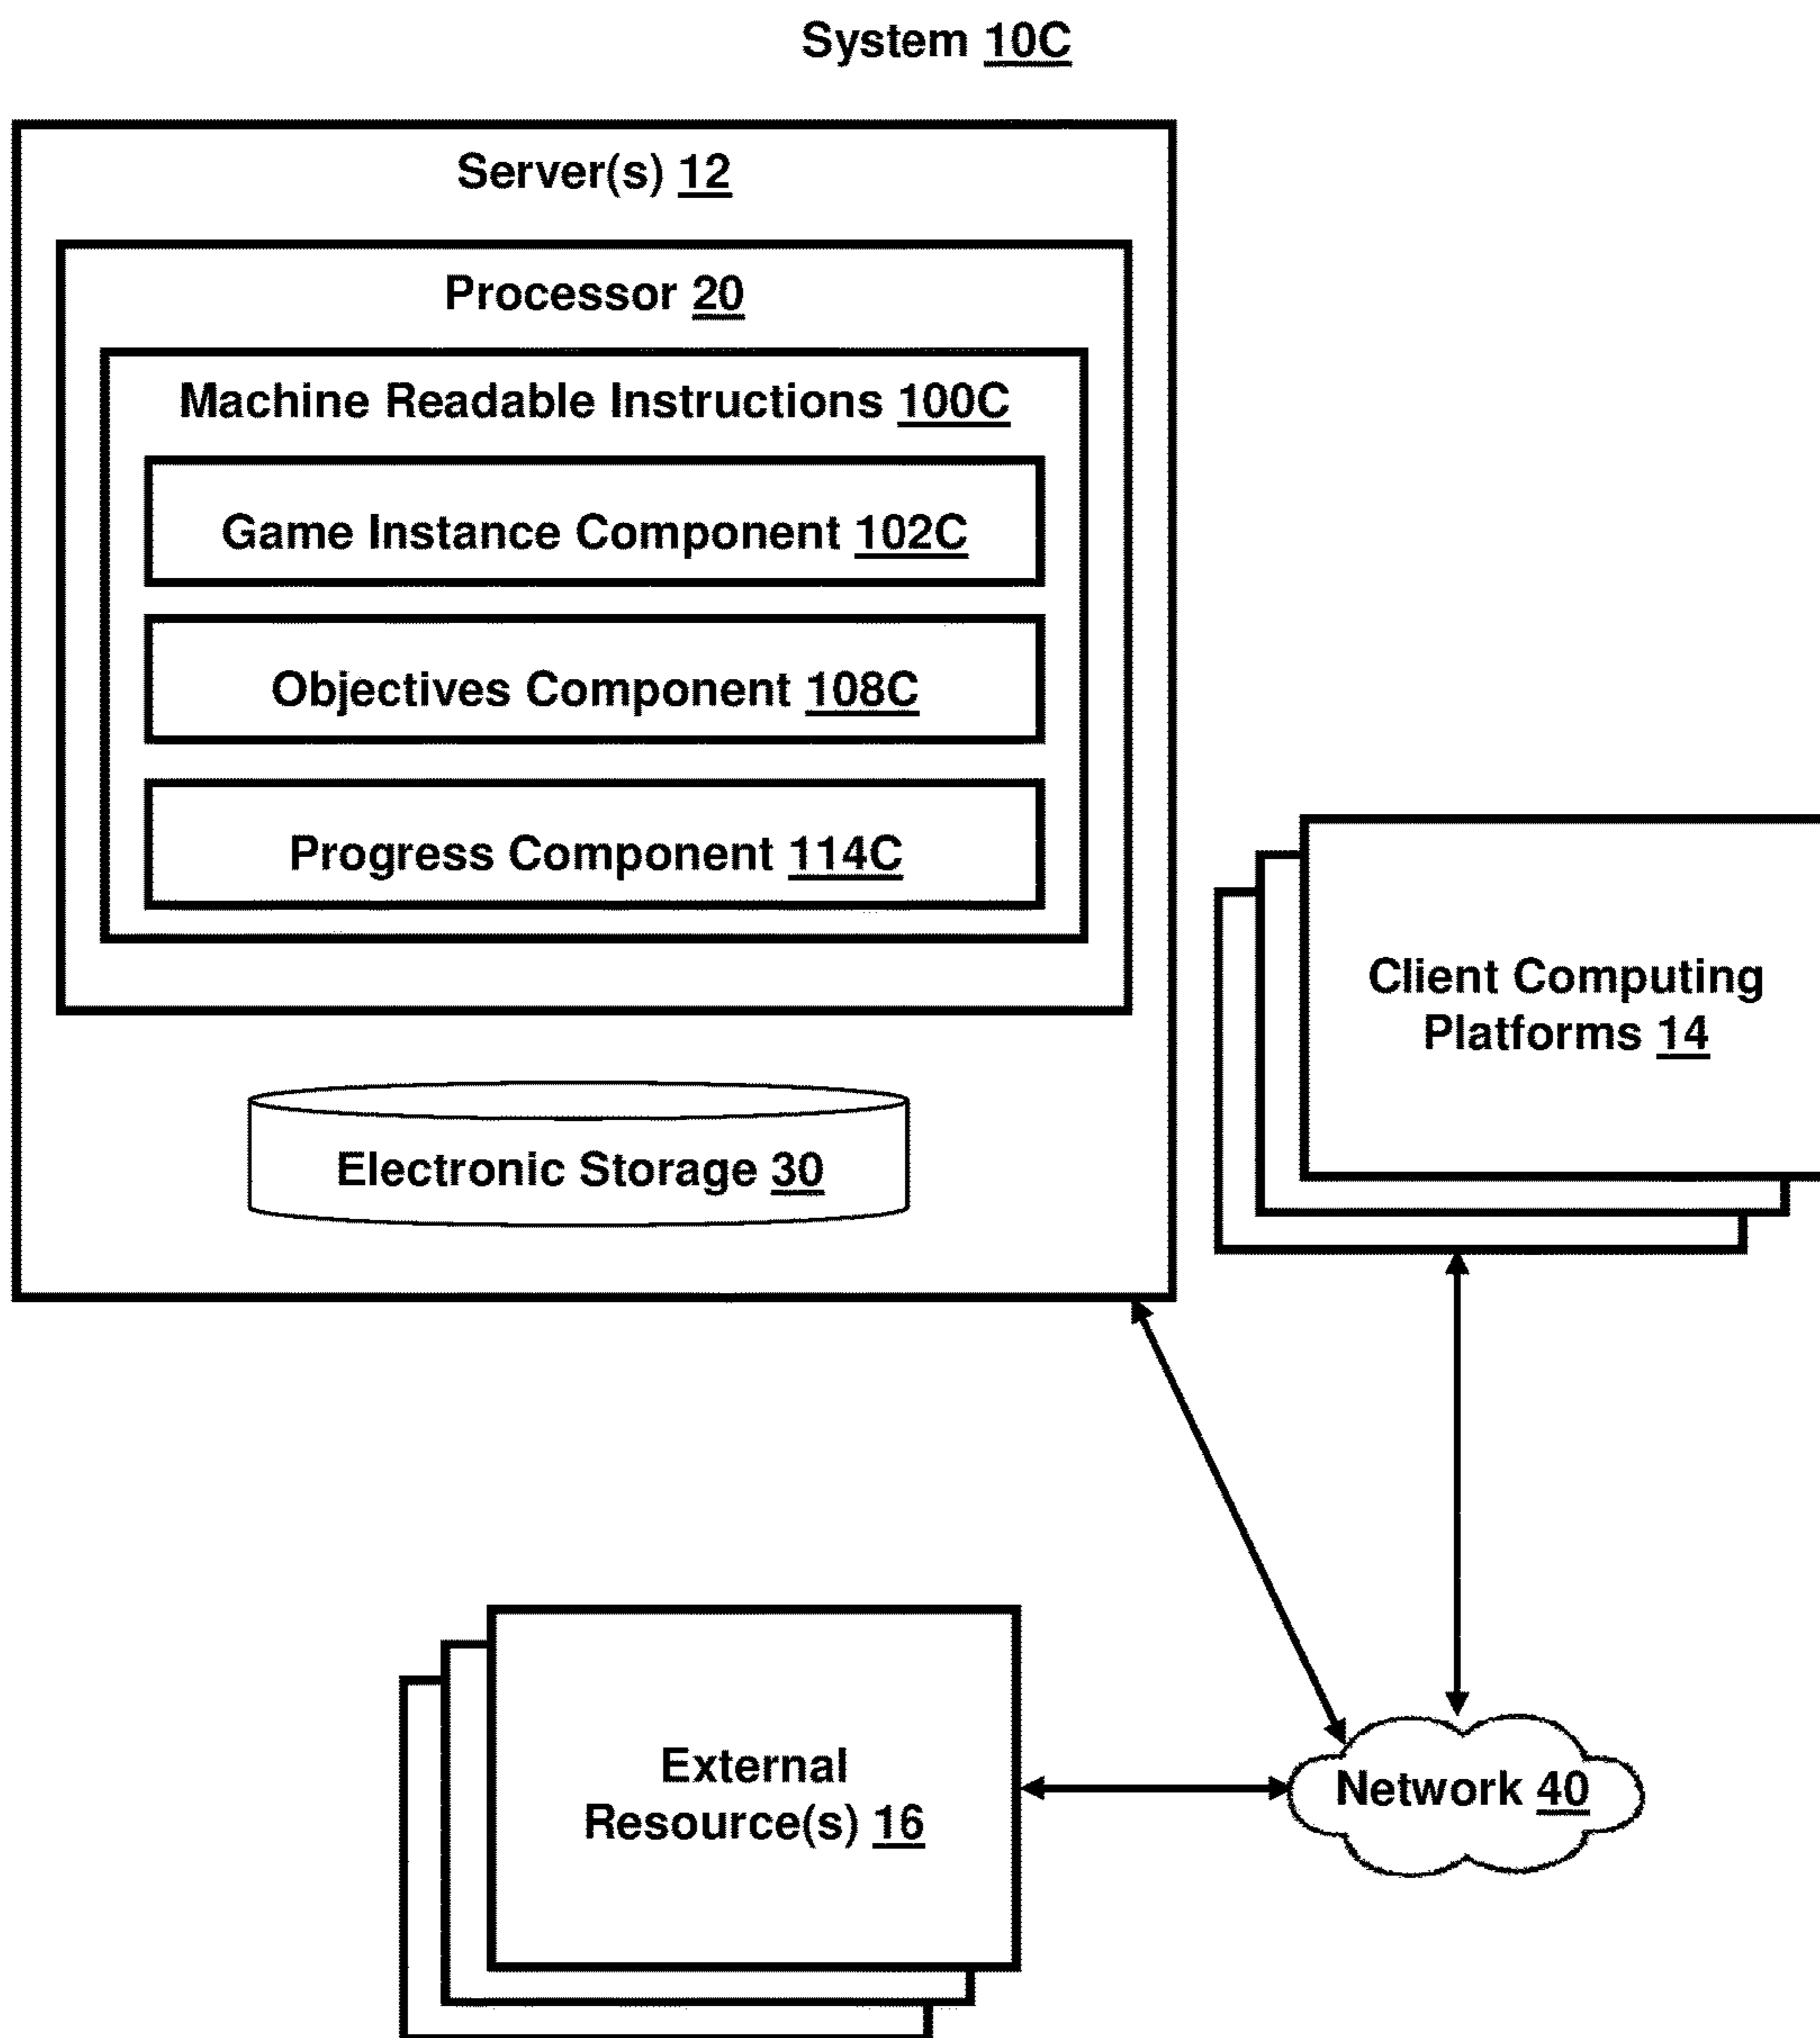 System 10C
Server(s) 12
Processor 20
Machine Readable Instructions 100C
Game Instance Component 102C
Objectives Component 108C
Progress Component 114C
Electronic Storage 30
Client Computing
Platforms 14
External
Resource(s) 16
Network 40